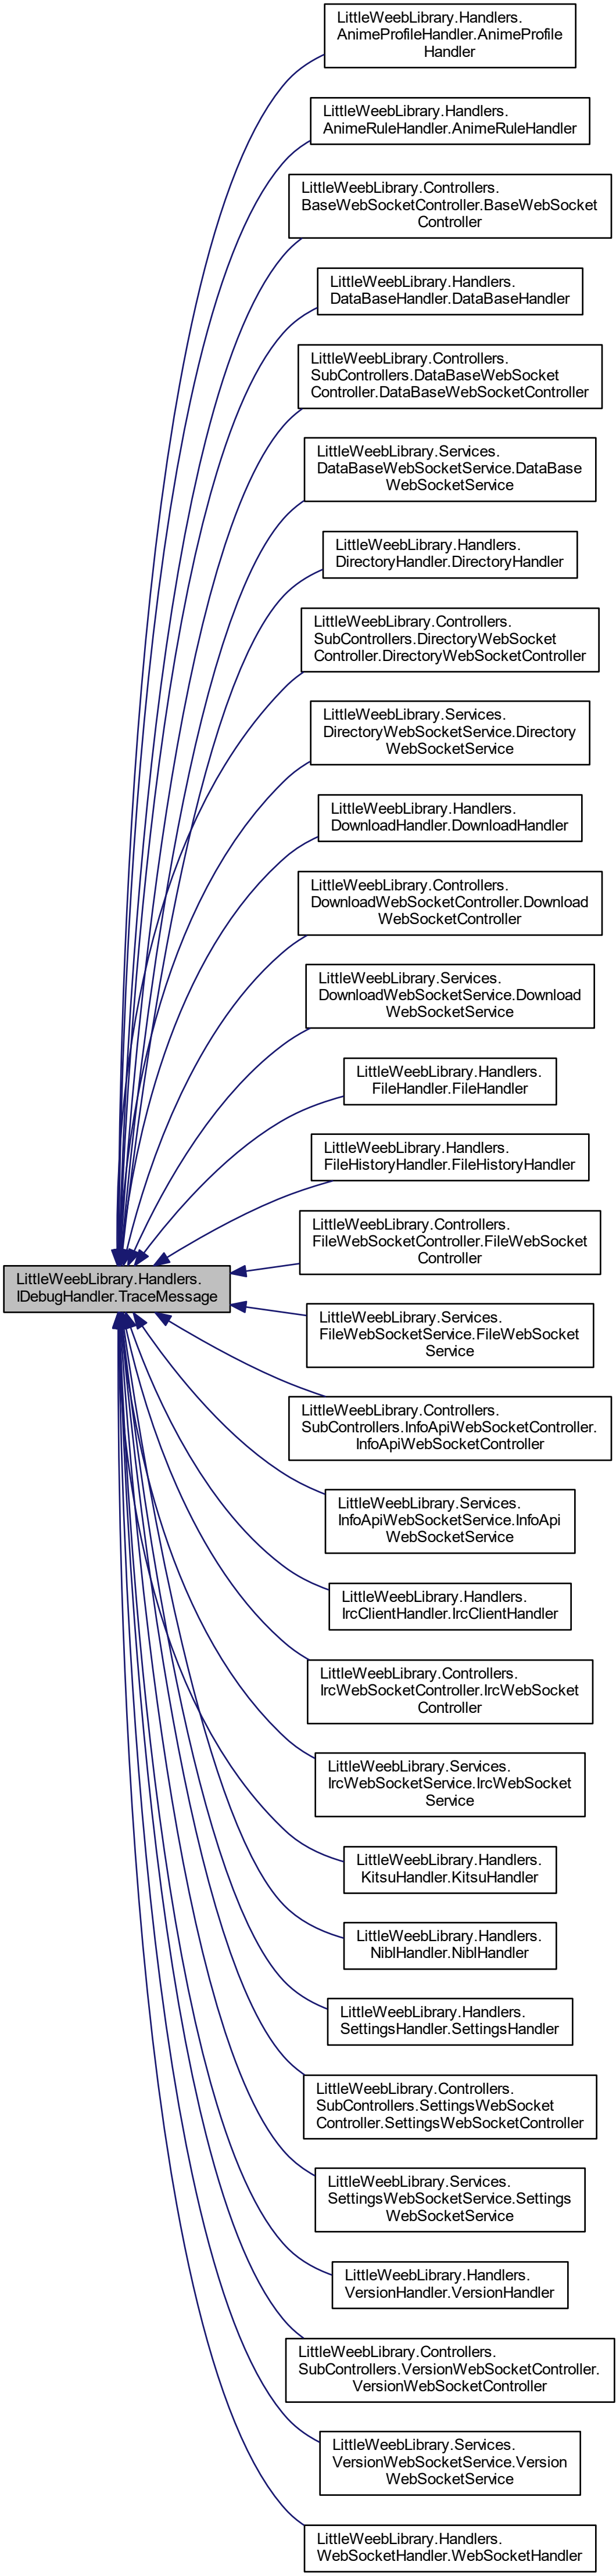 LittleWeebLibrary.Handlers.
AnimeProfileHandler.AnimeProfile
Handler
LittleWeebLibrary.Handlers.
AnimeRuleHandler.AnimeRuleHandler
LittleWeebLibrary.Controllers.
BaseWebSocketController.BaseWebSocket
Controller
LittleWeebLibrary.Handlers.
DataBaseHandler.DataBaseHandler
LittleWeebLibrary.Controllers.
SubControllers.DataBaseWebSocket
Controller.DataBaseWebSocketController
LittleWeebLibrary.Services.
DataBaseWebSocketService.DataBase
WebSocketService
LittleWeebLibrary.Handlers.
DirectoryHandler.DirectoryHandler
LittleWeebLibrary.Controllers.
SubControllers.DirectoryWebSocket
Controller.DirectoryWebSocketController
LittleWeebLibrary.Services.
DirectoryWebSocketService.Directory
WebSocketService
LittleWeebLibrary.Handlers.
DownloadHandler.DownloadHandler
LittleWeebLibrary.Controllers.
DownloadWebSocketController.Download
WebSocketController
LittleWeebLibrary.Services.
DownloadWebSocketService.Download
WebSocketService
LittleWeebLibrary.Handlers.
FileHandler.FileHandler
LittleWeebLibrary.Handlers.
FileHistoryHandler.FileHistoryHandler
LittleWeebLibrary.Controllers.
FileWebSocketController.FileWebSocket
Controller
LittleWeebLibrary.Handlers.
IDebugHandler.TraceMessage
LittleWeebLibrary.Services.
FileWebSocketService.FileWebSocket
Service
LittleWeebLibrary.Controllers.
SubControllers.InfoApiWebSocketController.
InfoApiWebSocketController
LittleWeebLibrary.Services.
InfoApiWebSocketService.InfoApi
WebSocketService
LittleWeebLibrary.Handlers.
IrcClientHandler.IrcClientHandler
LittleWeebLibrary.Controllers.
IrcWebSocketController.IrcWebSocket
Controller
LittleWeebLibrary.Services.
IrcWebSocketService.IrcWebSocket
Service
LittleWeebLibrary.Handlers.
KitsuHandler.KitsuHandler
LittleWeebLibrary.Handlers.
NiblHandler.NiblHandler
LittleWeebLibrary.Handlers.
SettingsHandler.SettingsHandler
LittleWeebLibrary.Controllers.
SubControllers.SettingsWebSocket
Controller.SettingsWebSocketController
LittleWeebLibrary.Services.
SettingsWebSocketService.Settings
WebSocketService
LittleWeebLibrary.Handlers.
VersionHandler.VersionHandler
LittleWeebLibrary.Controllers.
SubControllers.VersionWebSocketController.
VersionWebSocketController
LittleWeebLibrary.Services.
VersionWebSocketService.Version
WebSocketService
LittleWeebLibrary.Handlers.
WebSocketHandler.WebSocketHandler